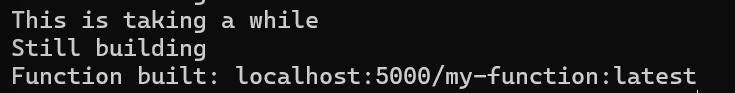 This is taking a while
Still building
Function built: localhost:5000/my-function:latest